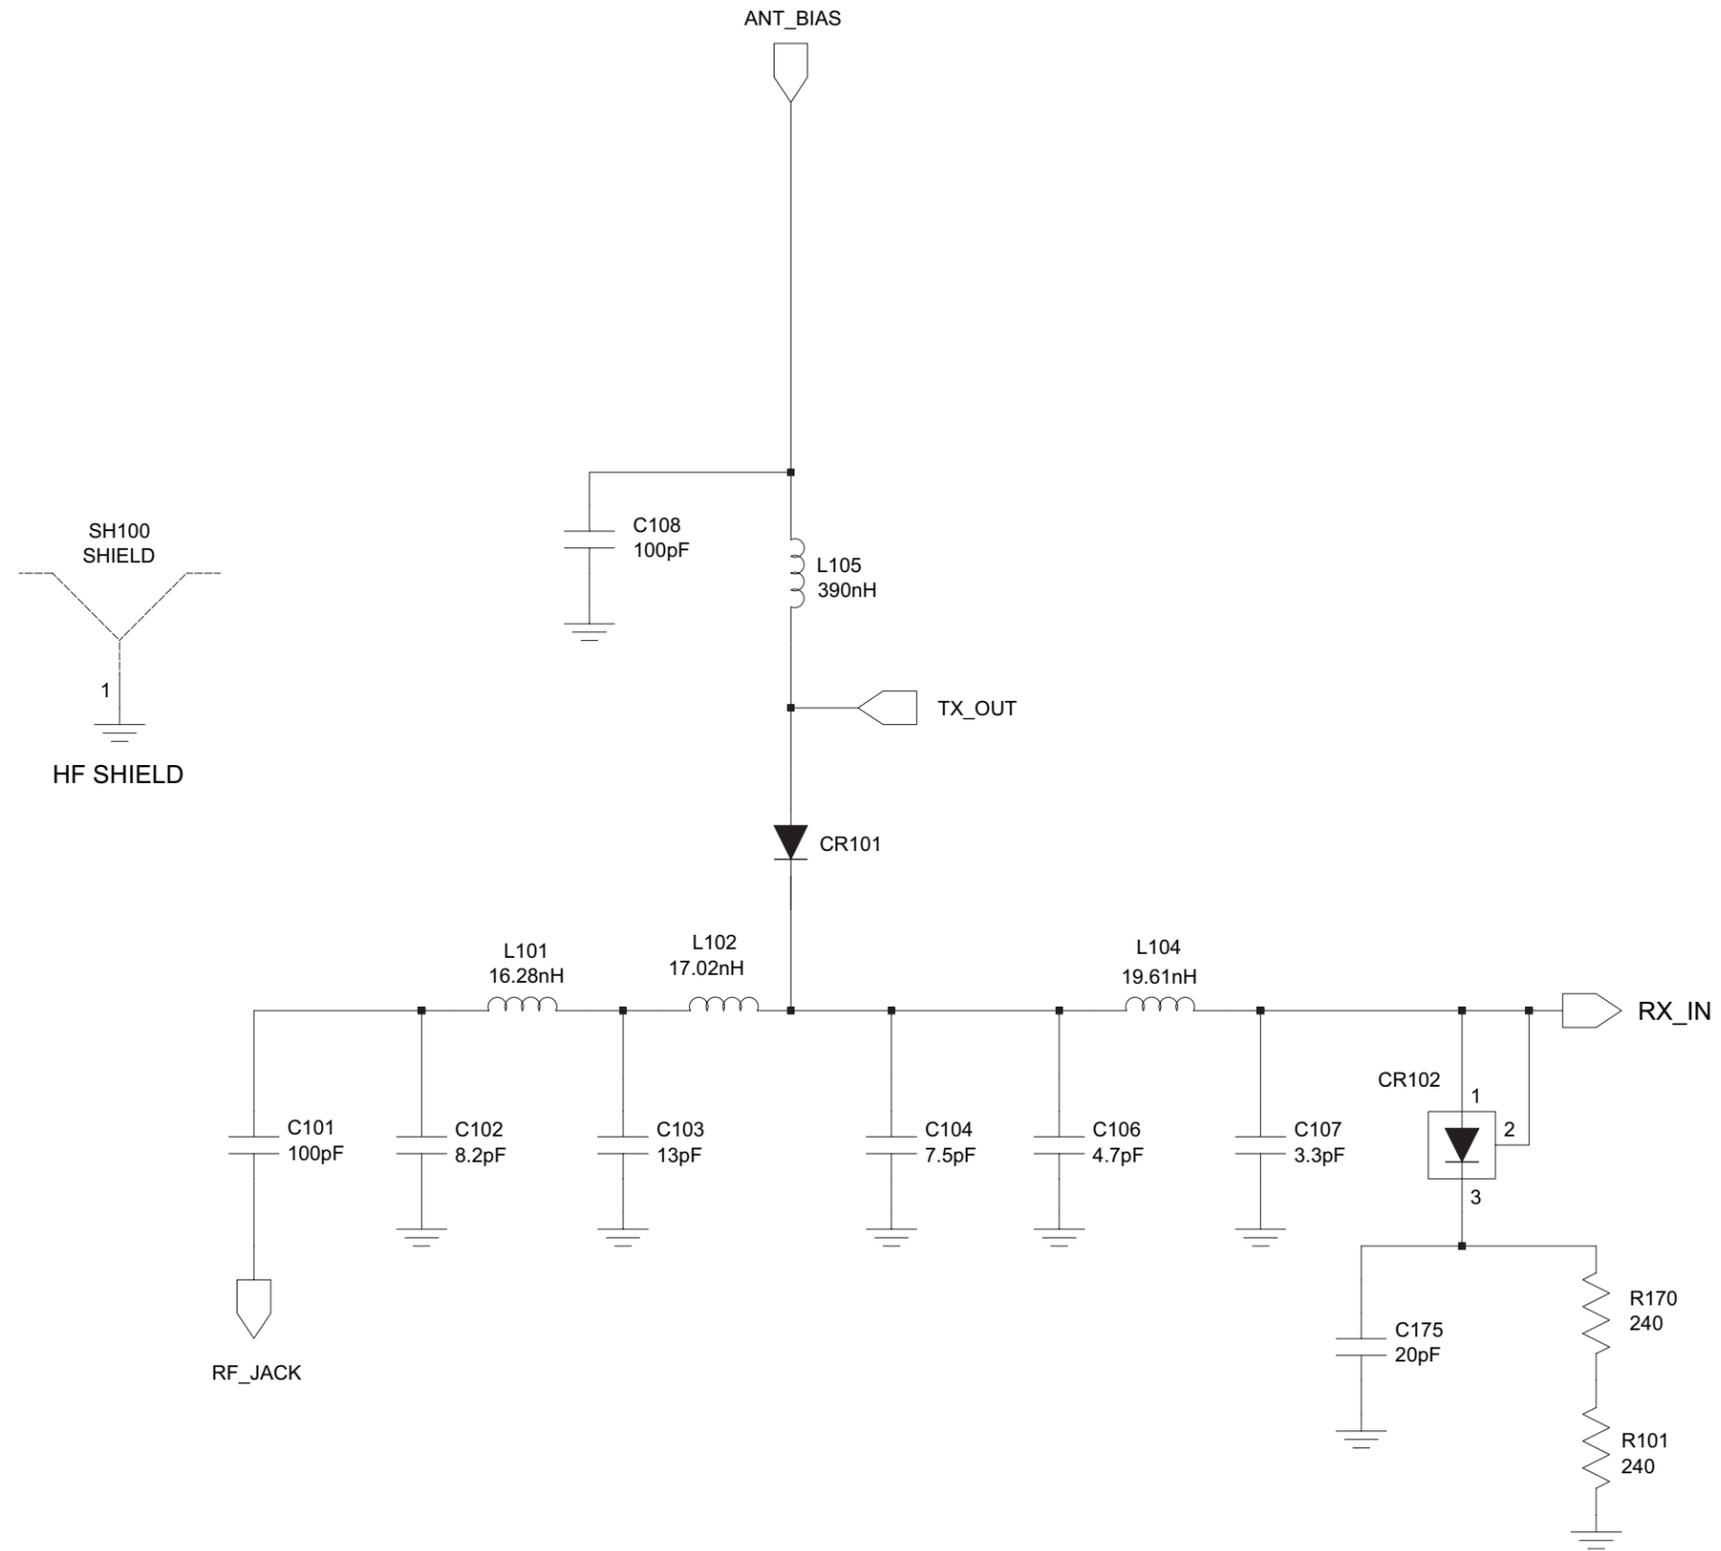 ANT_BIAS
C108
100pF
L105
390nH
SH100
SHIELD
1
HF SHIELD
TX_OUT
CR101
L101
16.28nH
L102
17.02nH
L104
19.61nH
RX_IN
CR102
1
2
3
C101
100pF
C102
8.2pF
C103
13pF
C104
7.5pF
C106
4.7pF
C107
3.3pF
C175
20pF
R170
240
R101
240
RF_JACK